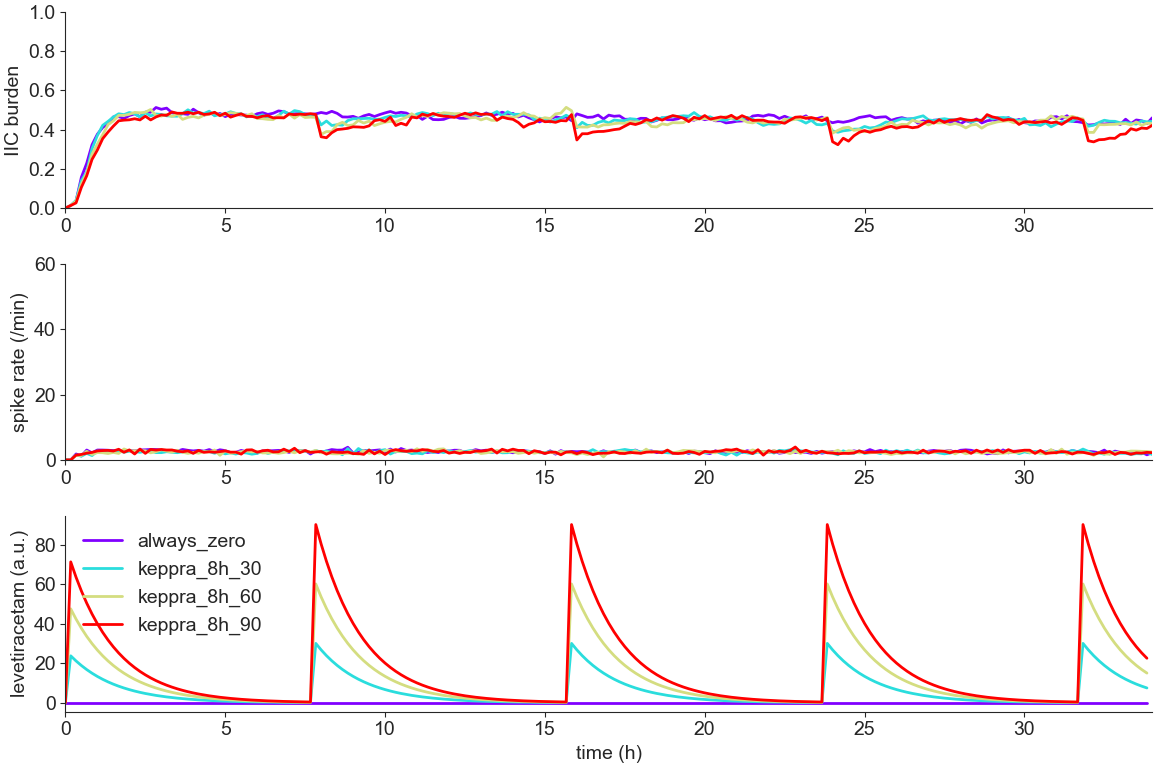 1.0
0.8
0.6
0.4
0.2
0.0
IIC burden
0 5 10 15 20 25 30
60
40
20
0
spike rate (/min)
0 5 10 15 20 25 30
80
60
40
20
0
levetiracetam (a.u.)
always_zero
keppra_8h_30
keppra_8h_60
keppra_8h_90
0 5 10 15 20 25 30
time (h)